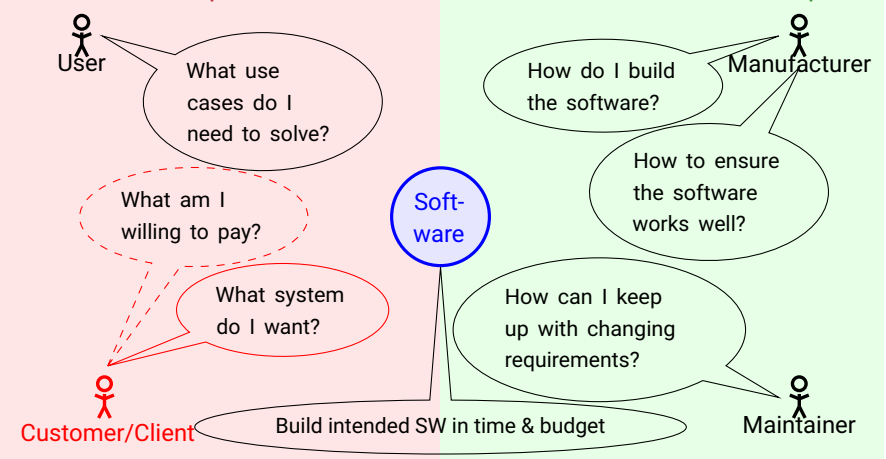 User
What use
cases do I
need to solve?
How do I build
the software?
Manufacturer
How to ensure
the software
works well?
What am I
willing to pay?
Soft-
ware
What system
do I want?
How can I keep
up with changing
requirements?
Customer/Client
Build intended SW in time & budget
Maintainer